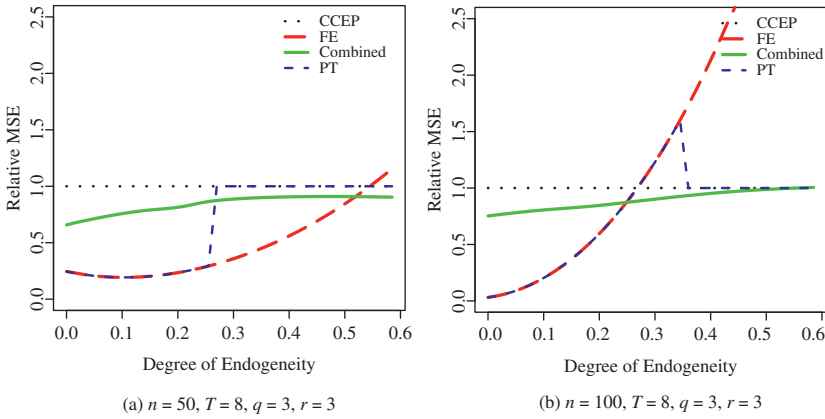 CCEP
FE
Combined
PT
Relative MSE
2.5
2.0
1.5
1.0
0.5
0.0
0.0 0.1 0.2 0.3 0.4 0.5 0.6
Degree of Endogeneity
(a) n = 50, T = 8, q = 3, r = 3
CCEP
FE
Combined
PT
Relative MSE
2.5
2.0
1.5
1.0
0.5
0.0
0.0 0.1 0.2 0.3 0.4 0.5 0.6
Degree of Endogeneity
(b) n = 100, T = 8, q = 3, r = 3